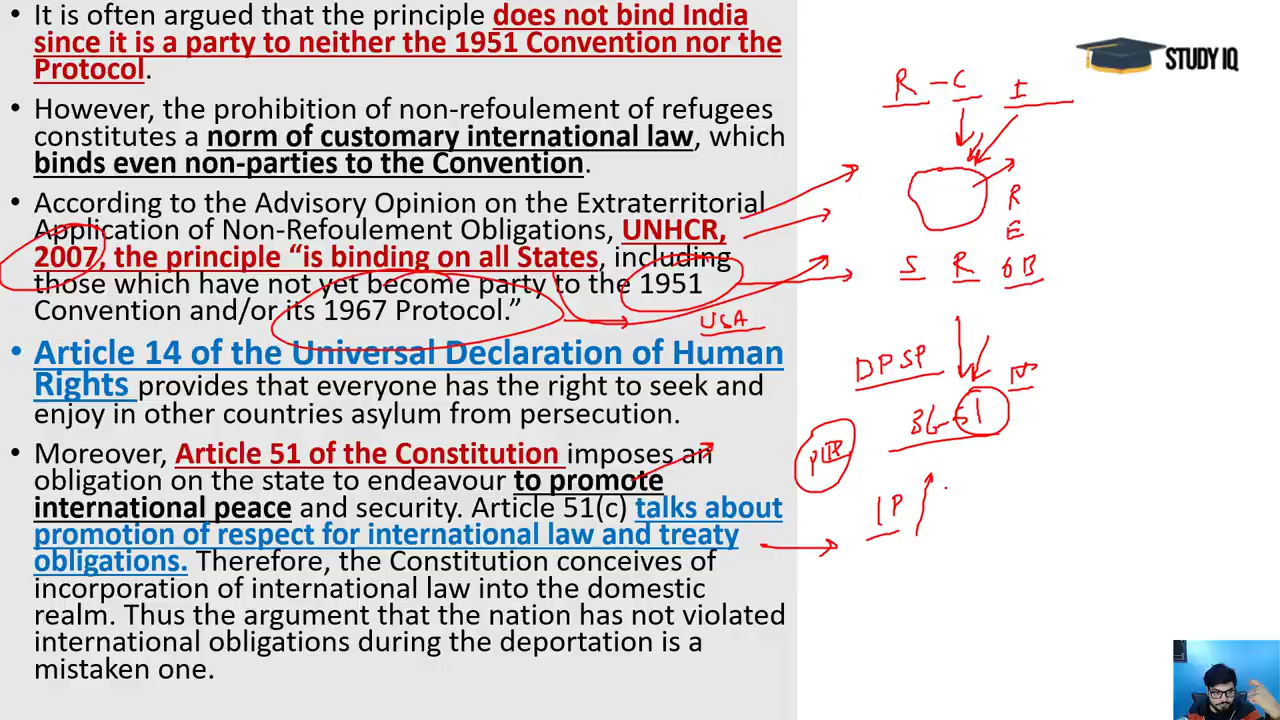 • It is often argued that the principle does not bind India
since it is a party to neither the 1951 Convention nor the
Protocol.
• However, the prohibition of non-refoulement of refugees
constitutes a norm of customary international law, which
binds even non-parties to the Convention.
• According to the Advisory Opinion on the Extraterritorial
Application of Non-Refoulement Obligations, UNHCR,
2007, the principle “is binding on all States, including
those which have not yet become party to the 1951
Convention and/or its 1967 Protocol.”
• Article 14 of the Universal Declaration of Human
Rights provides that everyone has the right to seek and
enjoy in other countries asylum from persecution.
• Moreover, Article 51 of the Constitution imposes an
obligation on the state to endeavour to promote
international peace and security. Article 51(c) talks about
promotion of respect for international law and treaty
obligations. Therefore, the Constitution conceives of
incorporation of international law into the domestic
realm. Thus the argument that the nation has not violated
international obligations during the deportation is a
mistaken one.
STUDY IQ
R - C I
R
E
S R
USA
DPSP
36-51
IP